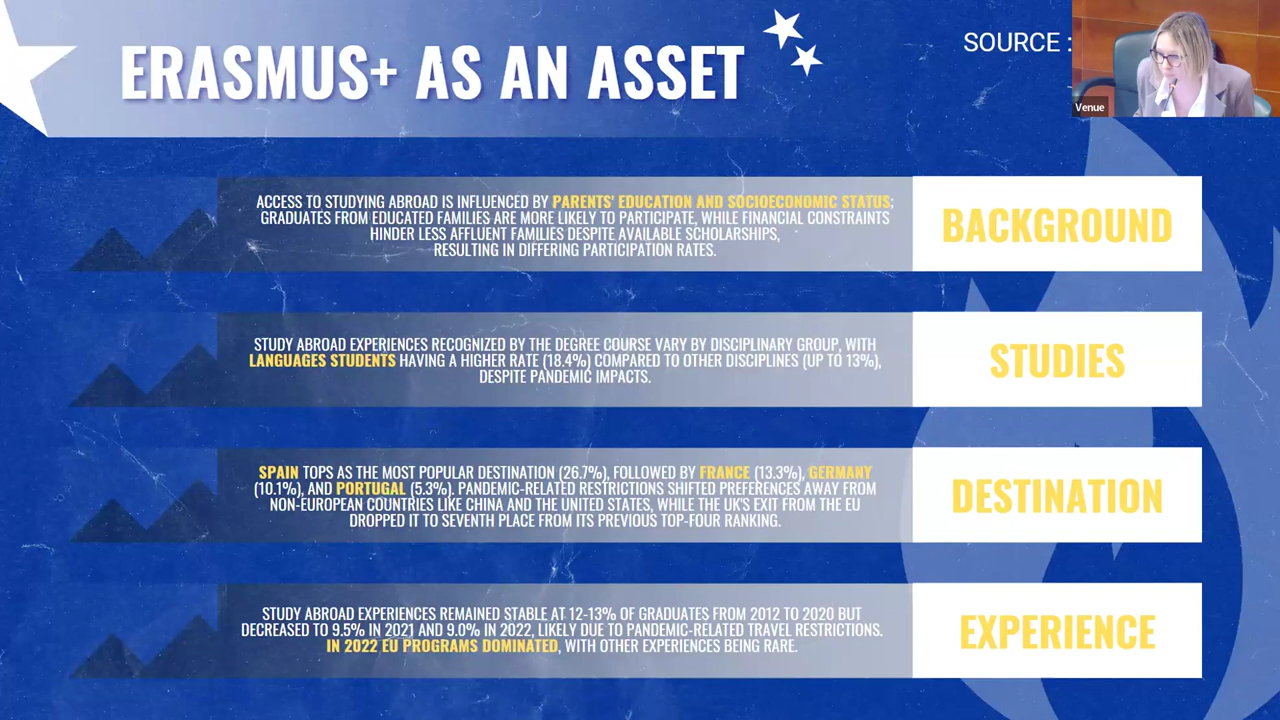 ERASMUS+ AS AN ASSET
SOURCE :
Venue
ACCESS TO STUDYING ABROAD IS INFLUENCED BY PARENTS' EDUCATION AND SOCIOECONOMIC STATUS;
GRADUATES FROM EDUCATED FAMILIES ARE MORE LIKELY TO PARTICIPATE, WHILE FINANCIAL CONSTRAINTS
HINDER LESS AFFLUENT FAMILIES DESPITE AVAILABLE SCHOLARSHIPS,
RESULTING IN DIFFERING PARTICIPATION RATES.
BACKGROUND
STUDY ABROAD EXPERIENCES RECOGNIZED BY THE DEGREE COURSE VARY BY DISCIPLINARY GROUP, WITH
LANGUAGES STUDENTS HAVING A HIGHER RATE (18.4%) COMPARED TO OTHER DISCIPLINES (UP TO 13%),
DESPITE PANDEMIC IMPACTS.
STUDIES
SPAIN TOPS AS THE MOST POPULAR DESTINATION (26.7%), FOLLOWED BY FRANCE (13.3%), GERMANY
(10.1%), AND PORTUGAL (5.3%). PANDEMIC-RELATED RESTRICTIONS SHIFTED PREFERENCES AWAY FROM
NON-EUROPEAN COUNTRIES LIKE CHINA AND THE UNITED STATES, WHILE THE UK'S EXIT FROM THE EU
DROPPED IT TO SEVENTH PLACE FROM ITS PREVIOUS TOP-FOUR RANKING.
DESTINATION
STUDY ABROAD EXPERIENCES REMAINED STABLE AT 12-13% OF GRADUATES FROM 2012 TO 2020 BUT
DECREASED TO 9.5% IN 2021 AND 9.0% IN 2022, LIKELY DUE TO PANDEMIC-RELATED TRAVEL RESTRICTIONS.
IN 2022 EU PROGRAMS DOMINATED, WITH OTHER EXPERIENCES BEING RARE.
EXPERIENCE